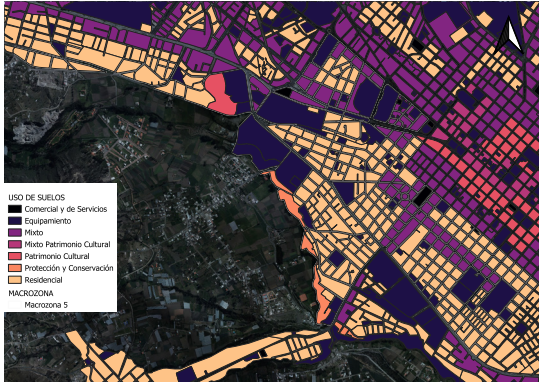 USO DE SUELOS
Comercial y de Servicios
Equipamiento
Mixto
Mixto Patrimonio Cultural
Patrimonio Cultural
Protección y Conservación
Residencial
MACROZONA
Macrozona 5